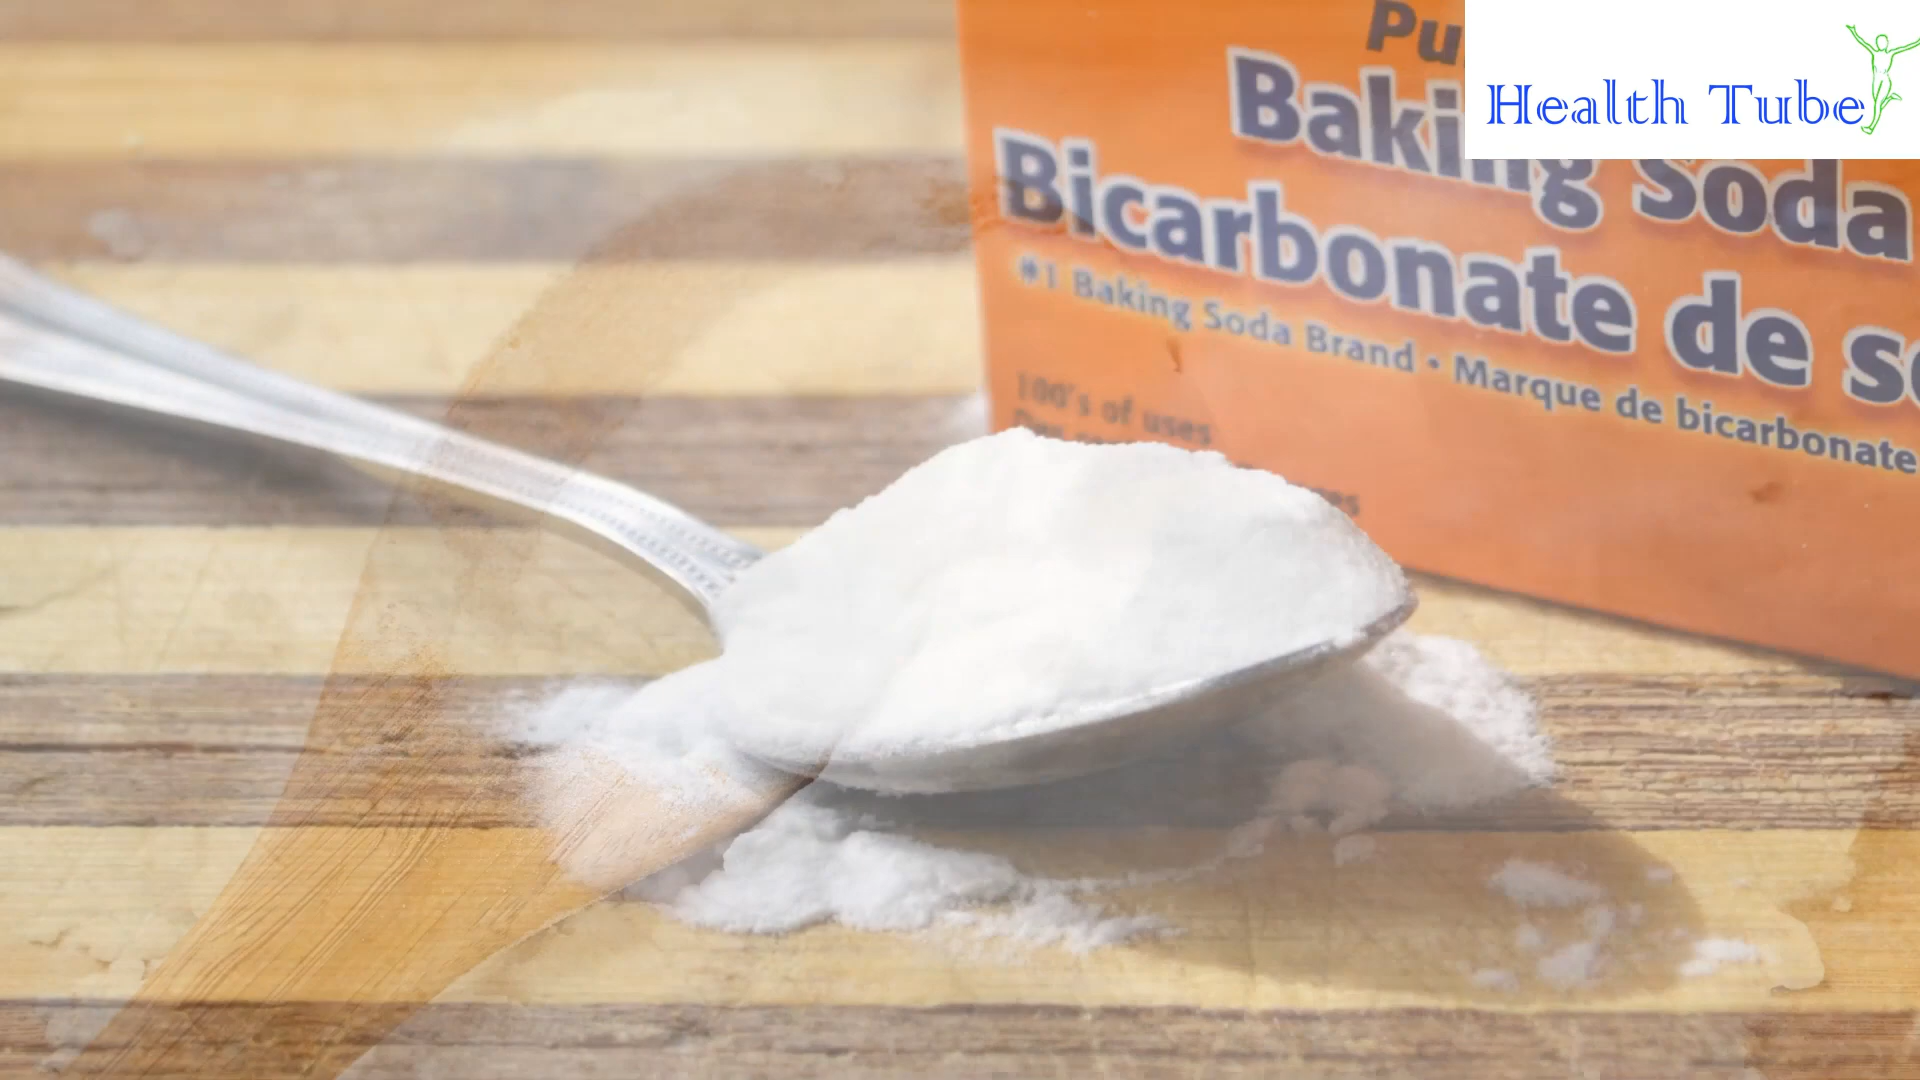 Pu
Baking Soda
Bicarbonate de s
#1 Baking Soda Brand • Marque de bicarbonate
100's of uses
Health Tube